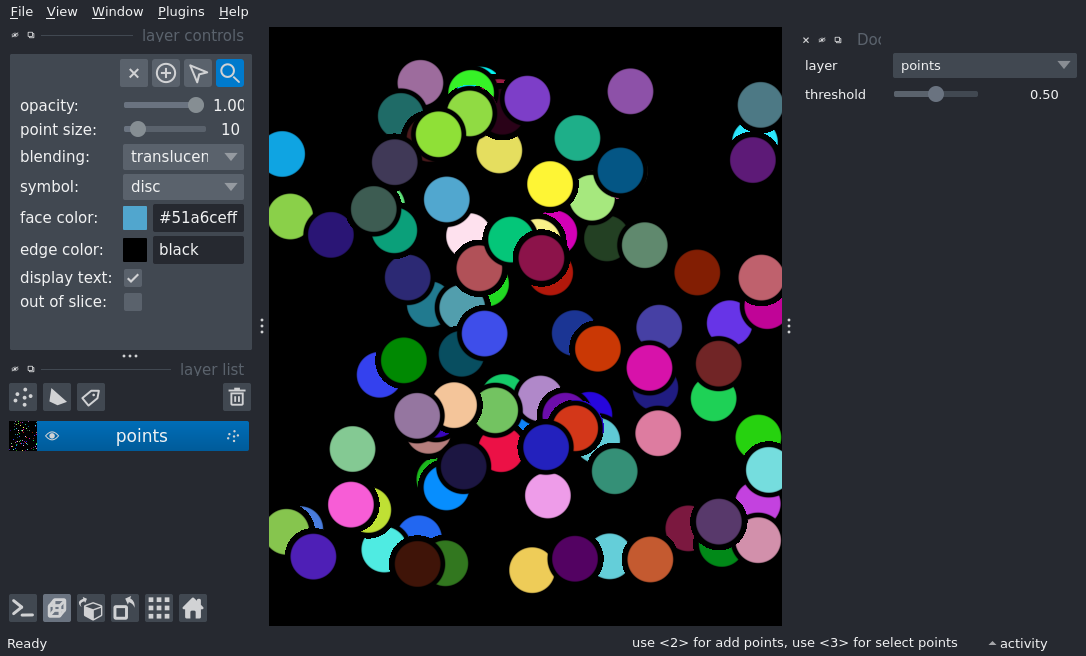 File View Window Plugins Help
layer controls
opacity: 1.00
point size: 10
blending: translucen
symbol: disc
face color: #51a6ceff
edge color: black
display text:
out of slice:
layer list
points
Doc
layer points
threshold 0.50
Ready
use <2> for add points, use <3> for select points
activity